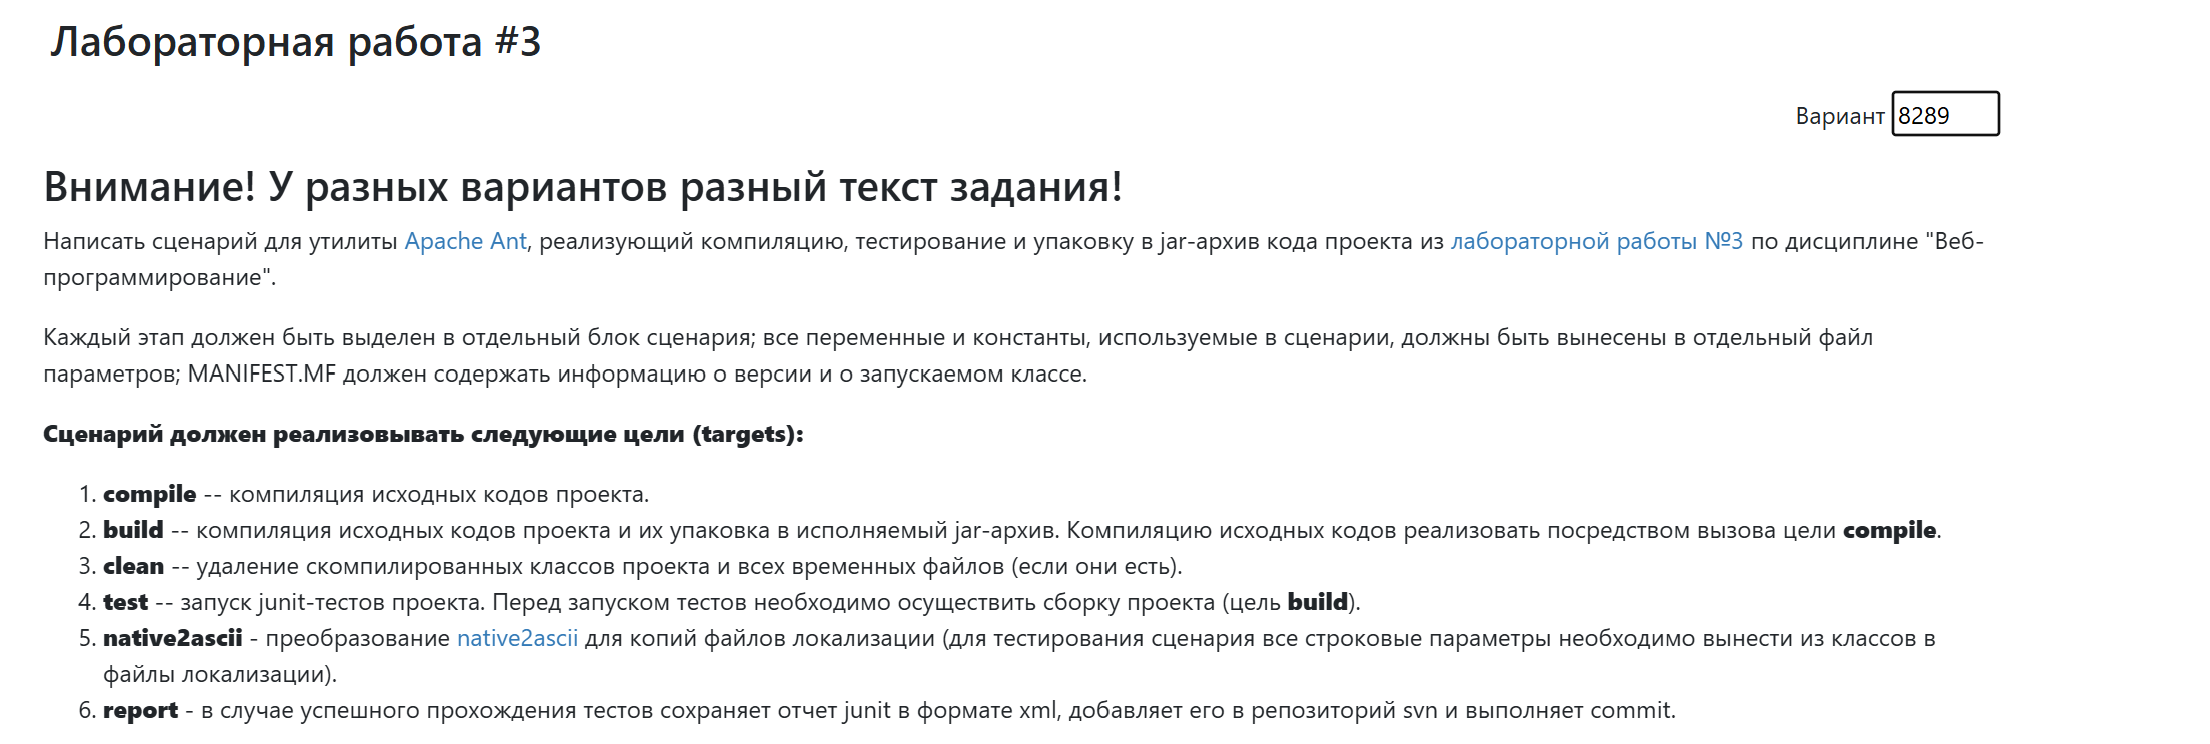 Лабораторная работа #3
Вариант 8289
Внимание! У разных вариантов разный текст задания!
Написать сценарий для утилиты Apache Ant, реализующий компиляцию, тестирование и упаковку в jar-архив кода проекта из лабораторной работы №3 по дисциплине "Веб-
программирование".
Каждый этап должен быть выделен в отдельный блок сценария; все переменные и константы, используемые в сценарии, должны быть вынесены в отдельный файл
параметров; MANIFEST.MF должен содержать информацию о версии и о запускаемом классе.
Сценарий должен реализовывать следующие цели (targets):
1. compile -- компиляция исходных кодов проекта.
2. build -- компиляция исходных кодов проекта и их упаковка в исполняемый jar-архив. Компиляцию исходных кодов реализовать посредством вызова цели compile.
3. clean -- удаление скомпилированных классов проекта и всех временных файлов (если они есть).
4. test -- запуск junit-тестов проекта. Перед запуском тестов необходимо осуществить сборку проекта (цель build).
5. native2ascii - преобразование native2ascii для копий файлов локализации (для тестирования сценария все строковые параметры необходимо вынести из классов в
файлы локализации).
6. report - в случае успешного прохождения тестов сохраняет отчет junit в формате xml, добавляет его в репозиторий svn и выполняет commit.